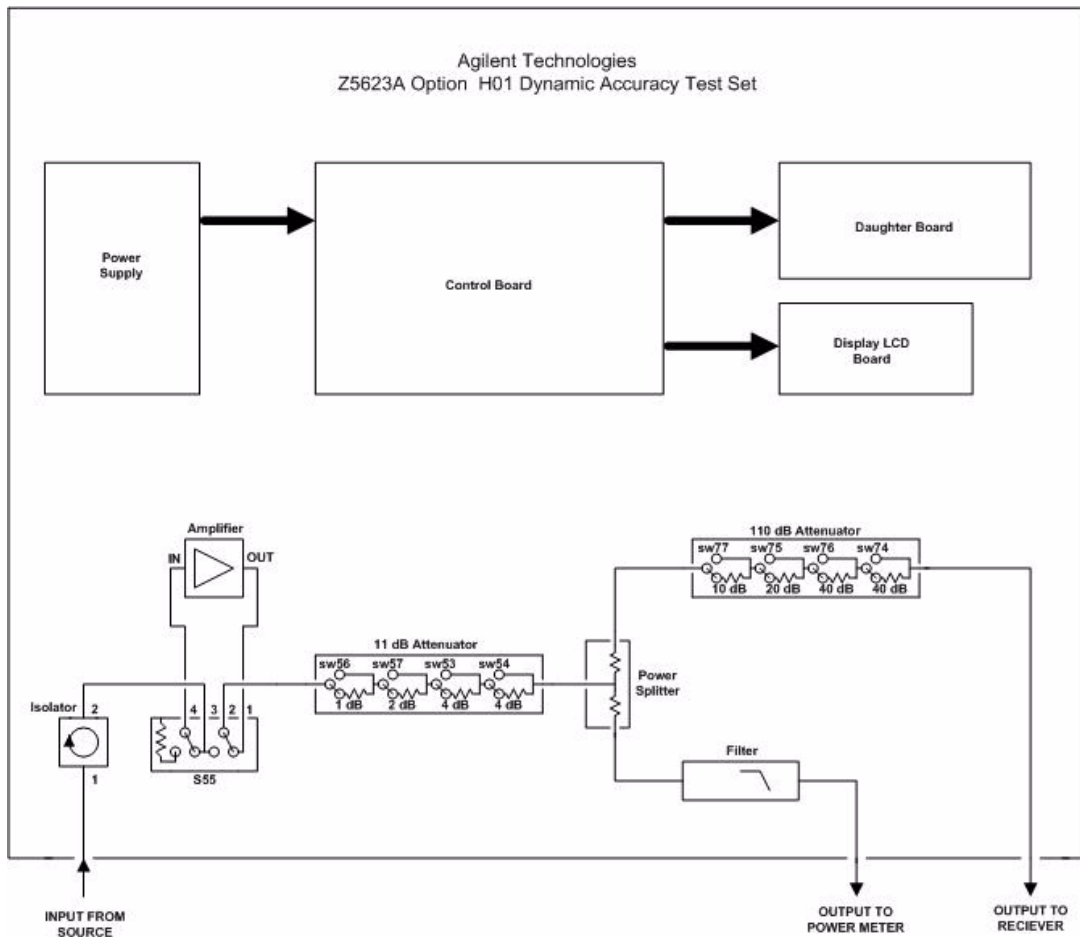 Agilent Technologies
Z5623A Option H01 Dynamic Accuracy Test Set
Power
Supply
Control Board
Daughter Board
Display LCD
Board
Amplifier
IN
OUT
110 dB Attenuator
sw77 sw75 sw76 sw74
10 dB 20 dB 40 dB 40 dB
11 dB Attenuator
sw56 sw57 sw53 sw54
1 dB 2 dB 4 dB 4 dB
Power
Splitter
Isolator
2
1
4 3 2 1
S55
Filter
INPUT FROM
SOURCE
OUTPUT TO
POWER METER
OUTPUT TO
RECIEVER